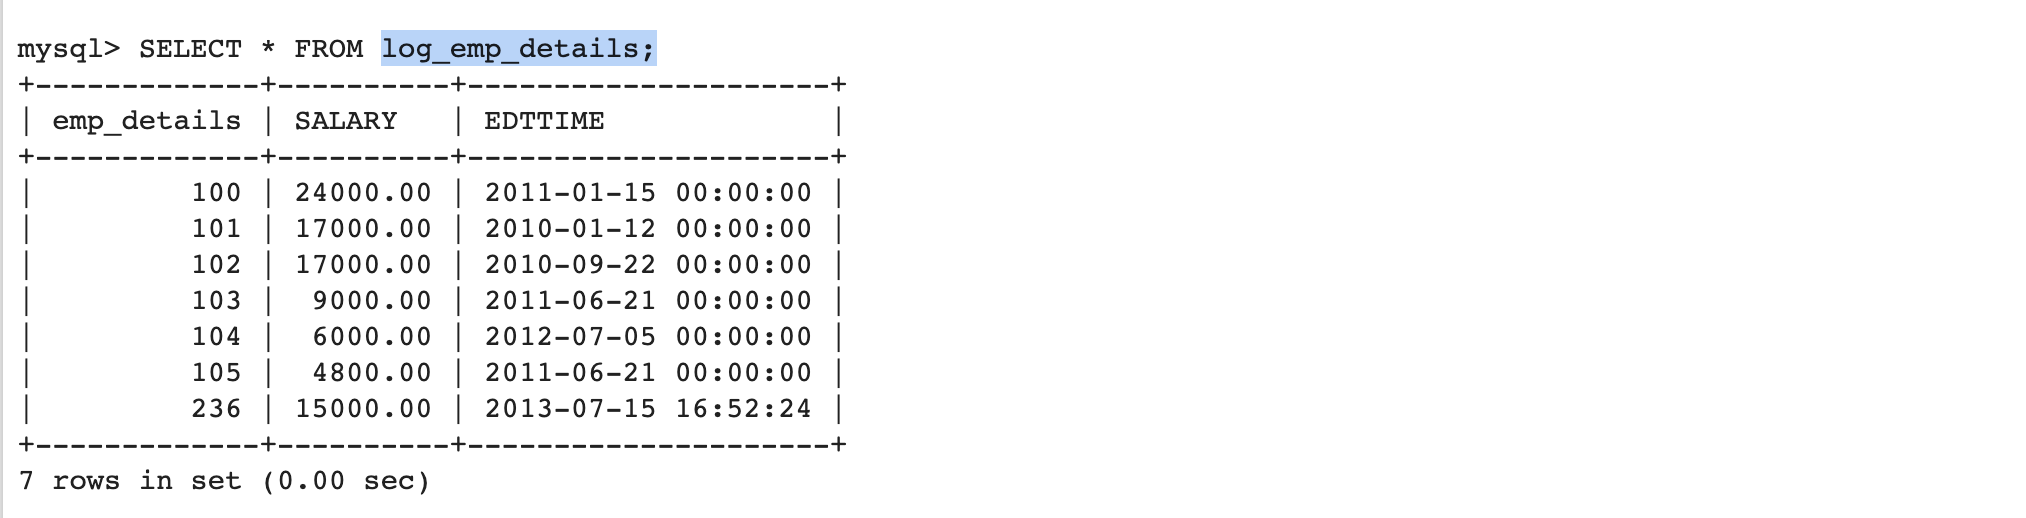 mysql> SELECT * FROM log_emp_details;
+-------------+----------+---------------------+
| emp_details | SALARY   | EDTTIME             |
+-------------+----------+---------------------+
|         100 | 24000.00 | 2011-01-15 00:00:00 |
|         101 | 17000.00 | 2010-01-12 00:00:00 |
|         102 | 17000.00 | 2010-09-22 00:00:00 |
|         103 |  9000.00 | 2011-06-21 00:00:00 |
|         104 |  6000.00 | 2012-07-05 00:00:00 |
|         105 |  4800.00 | 2011-06-21 00:00:00 |
|         236 | 15000.00 | 2013-07-15 16:52:24 |
+-------------+----------+---------------------+
7 rows in set (0.00 sec)